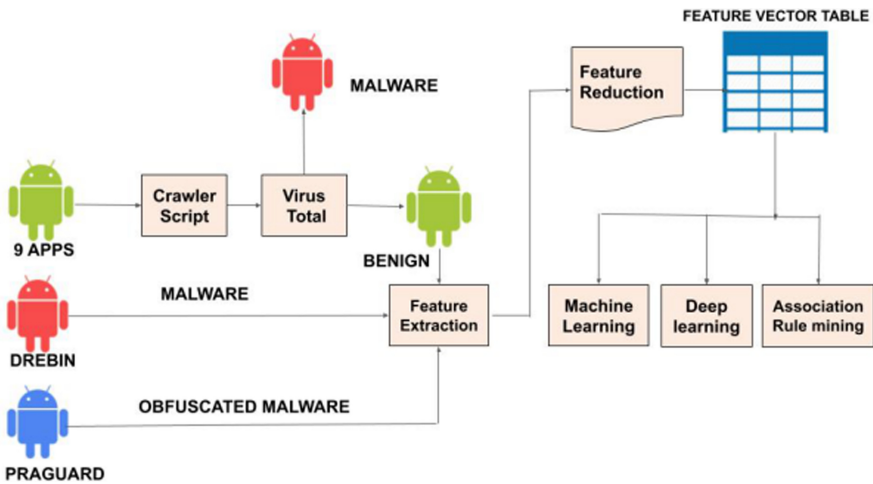 FEATURE VECTOR TABLE
Feature
Reduction
MALWARE
Crawler
Script
Virus
Total
9 APPS
BENIGN
MALWARE
Feature
Extraction
Machine
Learning
Deep
learning
Association
Rule mining
DREBIN
OBFUSCATED MALWARE
PRAGUARD